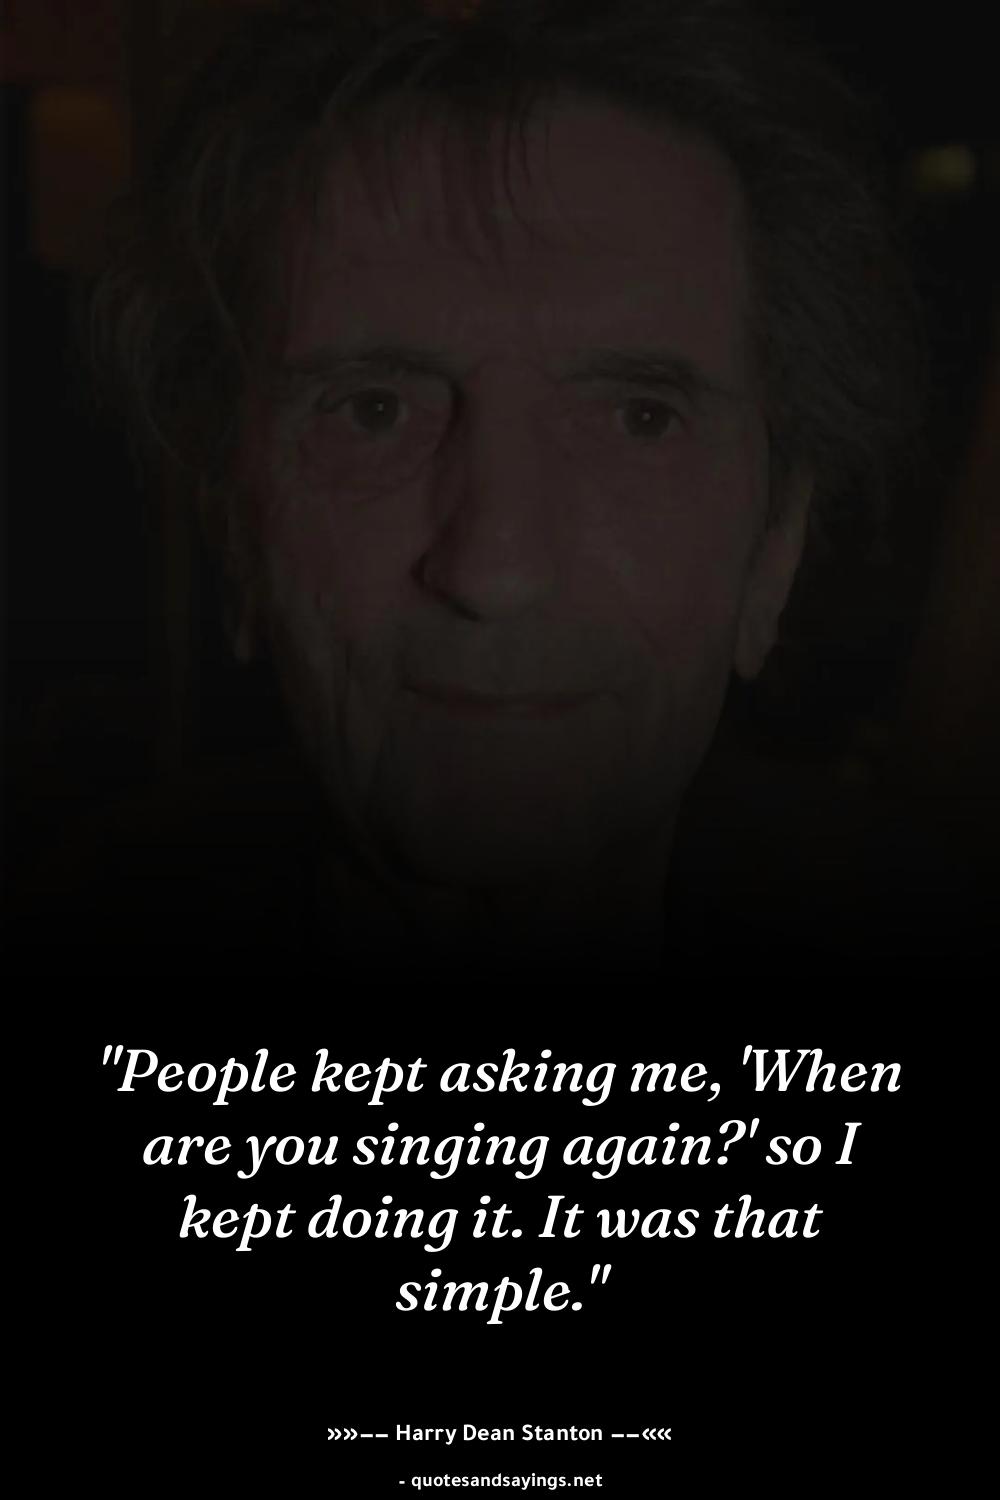 "People kept asking me, 'When
are you singing again?' so I
kept doing it. It was that
simple."
»»−− Harry Dean Stanton −−««
- quotesandsayings.net